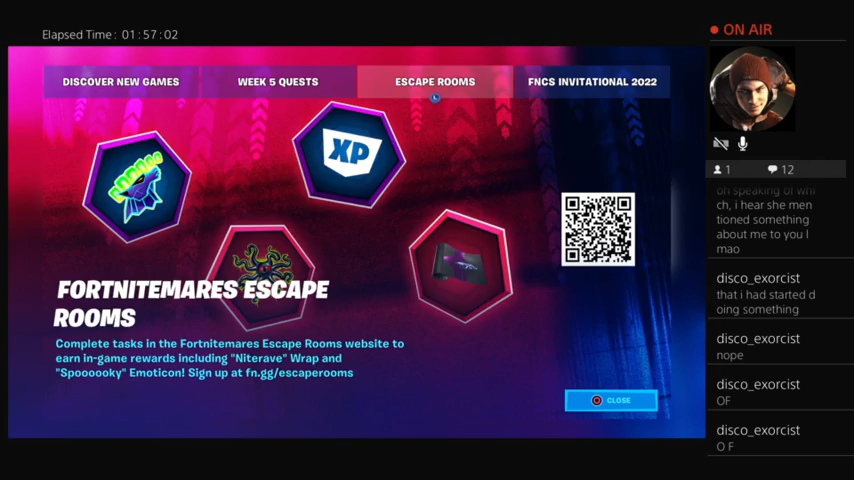 Elapsed Time : 01:57:02
ON AIR
DISCOVER NEW GAMES
WEEK 5 QUESTS
ESCAPE ROOMS
FNCS INVITATIONAL 2022
L
XP
FORTNITEMARES ESCAPE
ROOMS
Complete tasks in the Fortnitemares Escape Rooms website to
earn in-game rewards including "Niterave" Wrap and
"Spoooooky" Emoticon! Sign up at fn.gg/escaperooms
CLOSE
1
12
oh speaking of whi
ch, i hear she men
tioned something
about me to you l
mao
disco_exorcist
that i had started d
oing something
disco_exorcist
nope
disco_exorcist
OF
disco_exorcist
O F